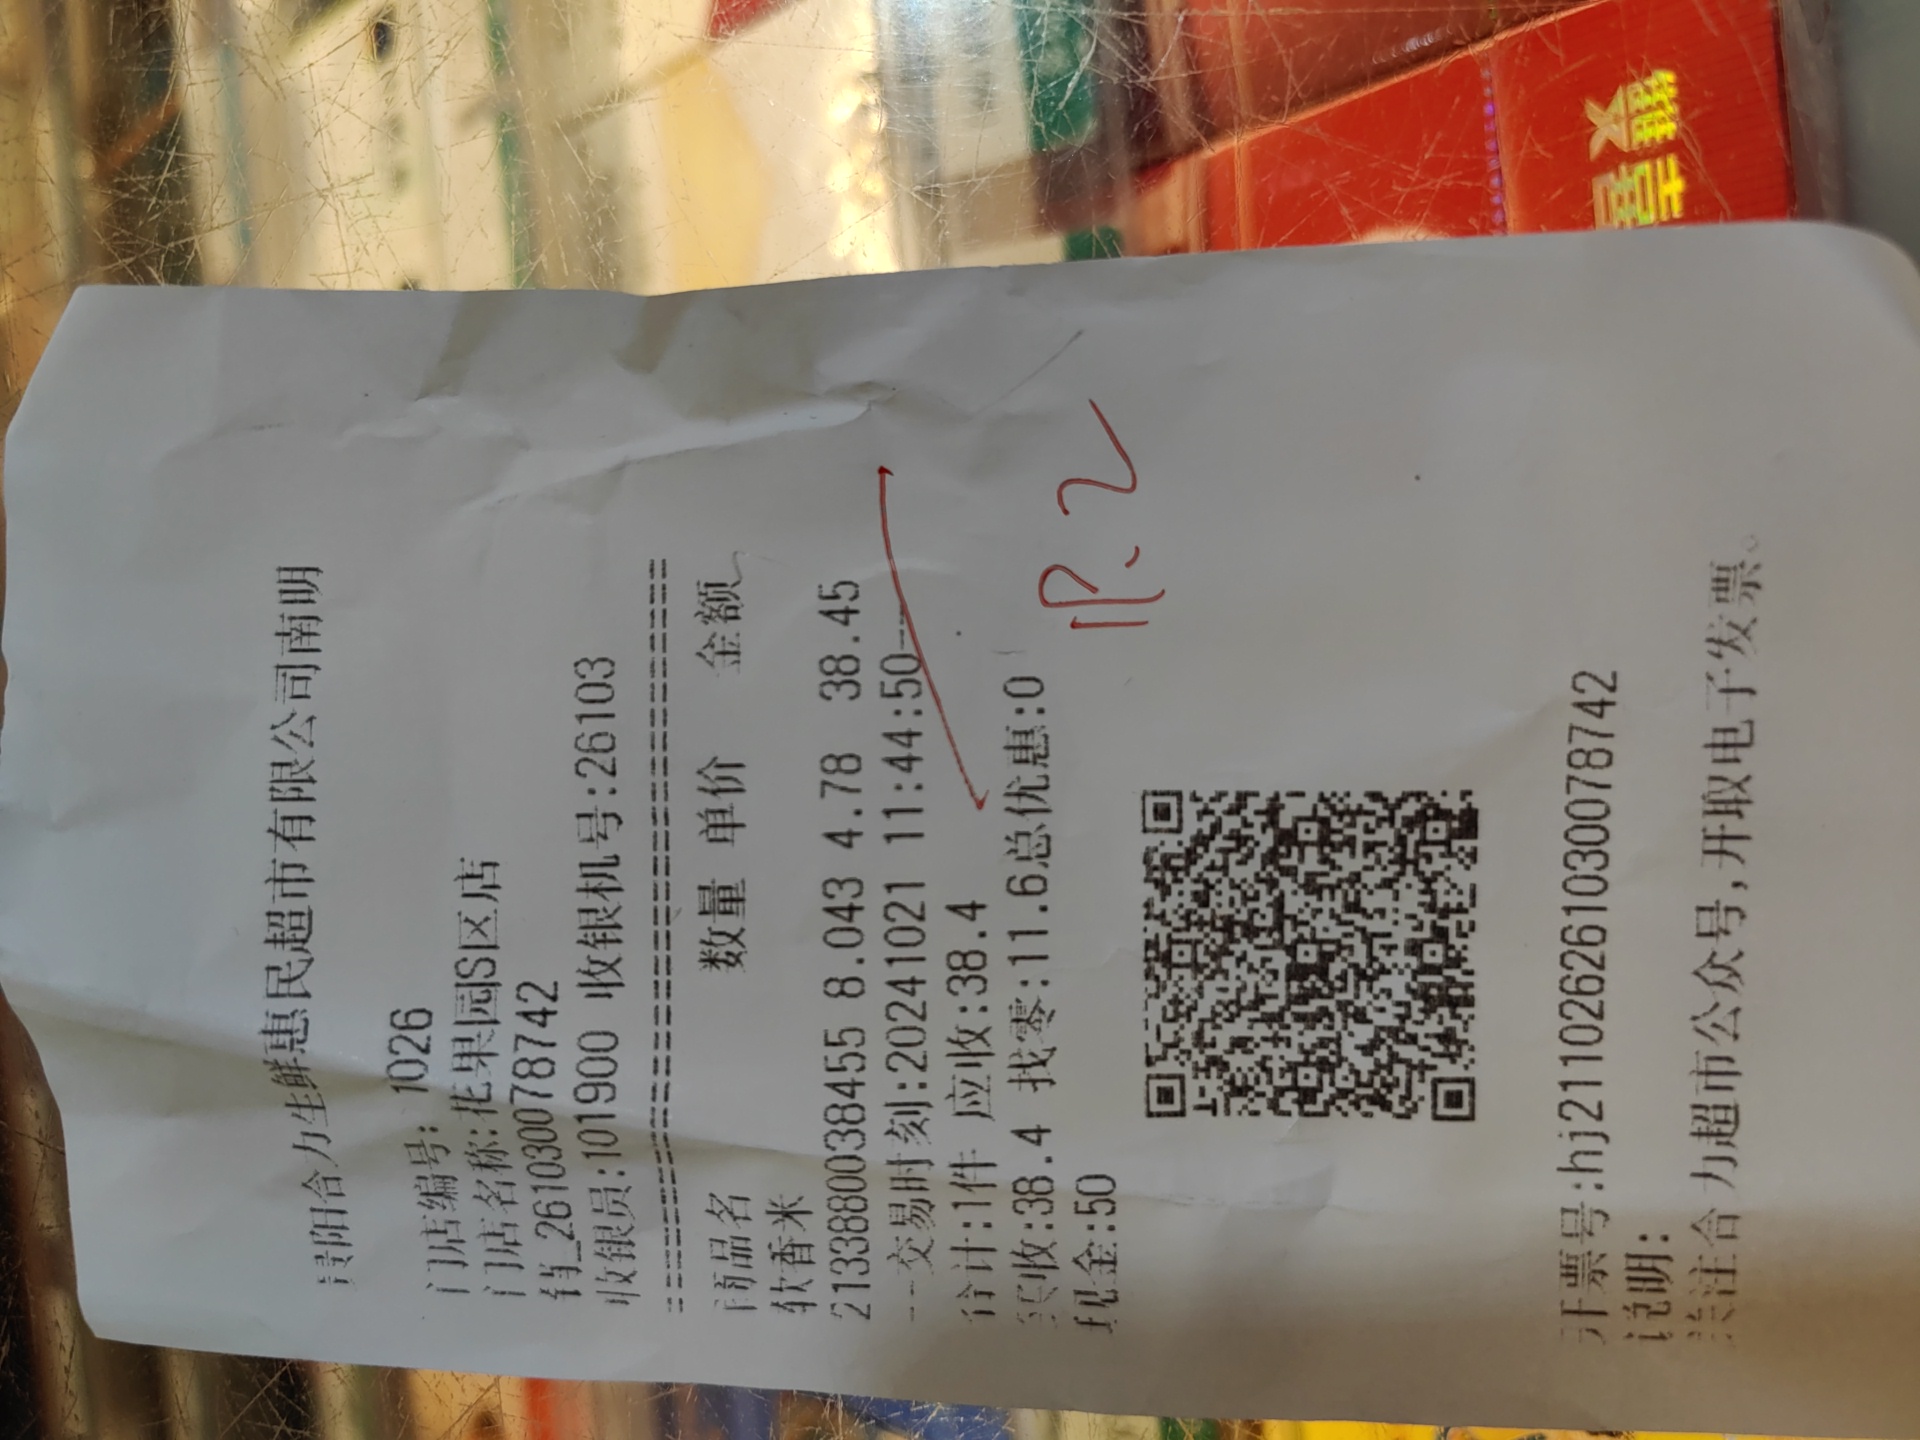 贵阳合力生鲜惠民超市有限公司南明
门店编号: 1026
门店名称:花果园S区店
销_261030078742
收银员:101900 收银机号:26103
========================================
商品名 数量 单价 金额
软香米
2133880038455 8.043 4.78 38.45
--交易时刻:20241021 11:44:50--
合计:1件 应收:38.4
实收:38.4 找零:11.6总优惠:0
现金:50
开票号:hj2110262610300787​42
说明:
关注合力超市公众号,开取电子发票。
双喜